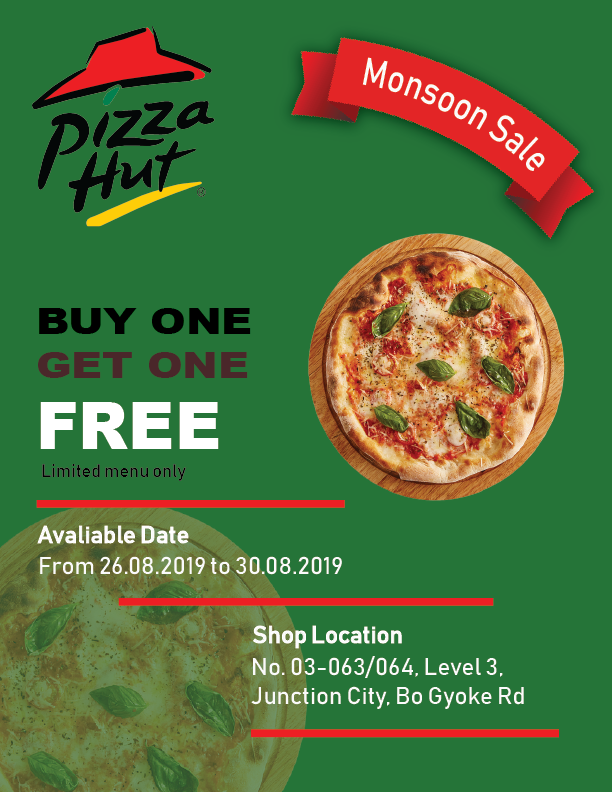 Pizza
Hut
®
Monsoon Sale
BUY ONE
GET ONE
FREE
Limited menu only
Avaliable Date
From 26.08.2019 to 30.08.2019
Shop Location
No. 03-063/064, Level 3,
Junction City, Bo Gyoke Rd